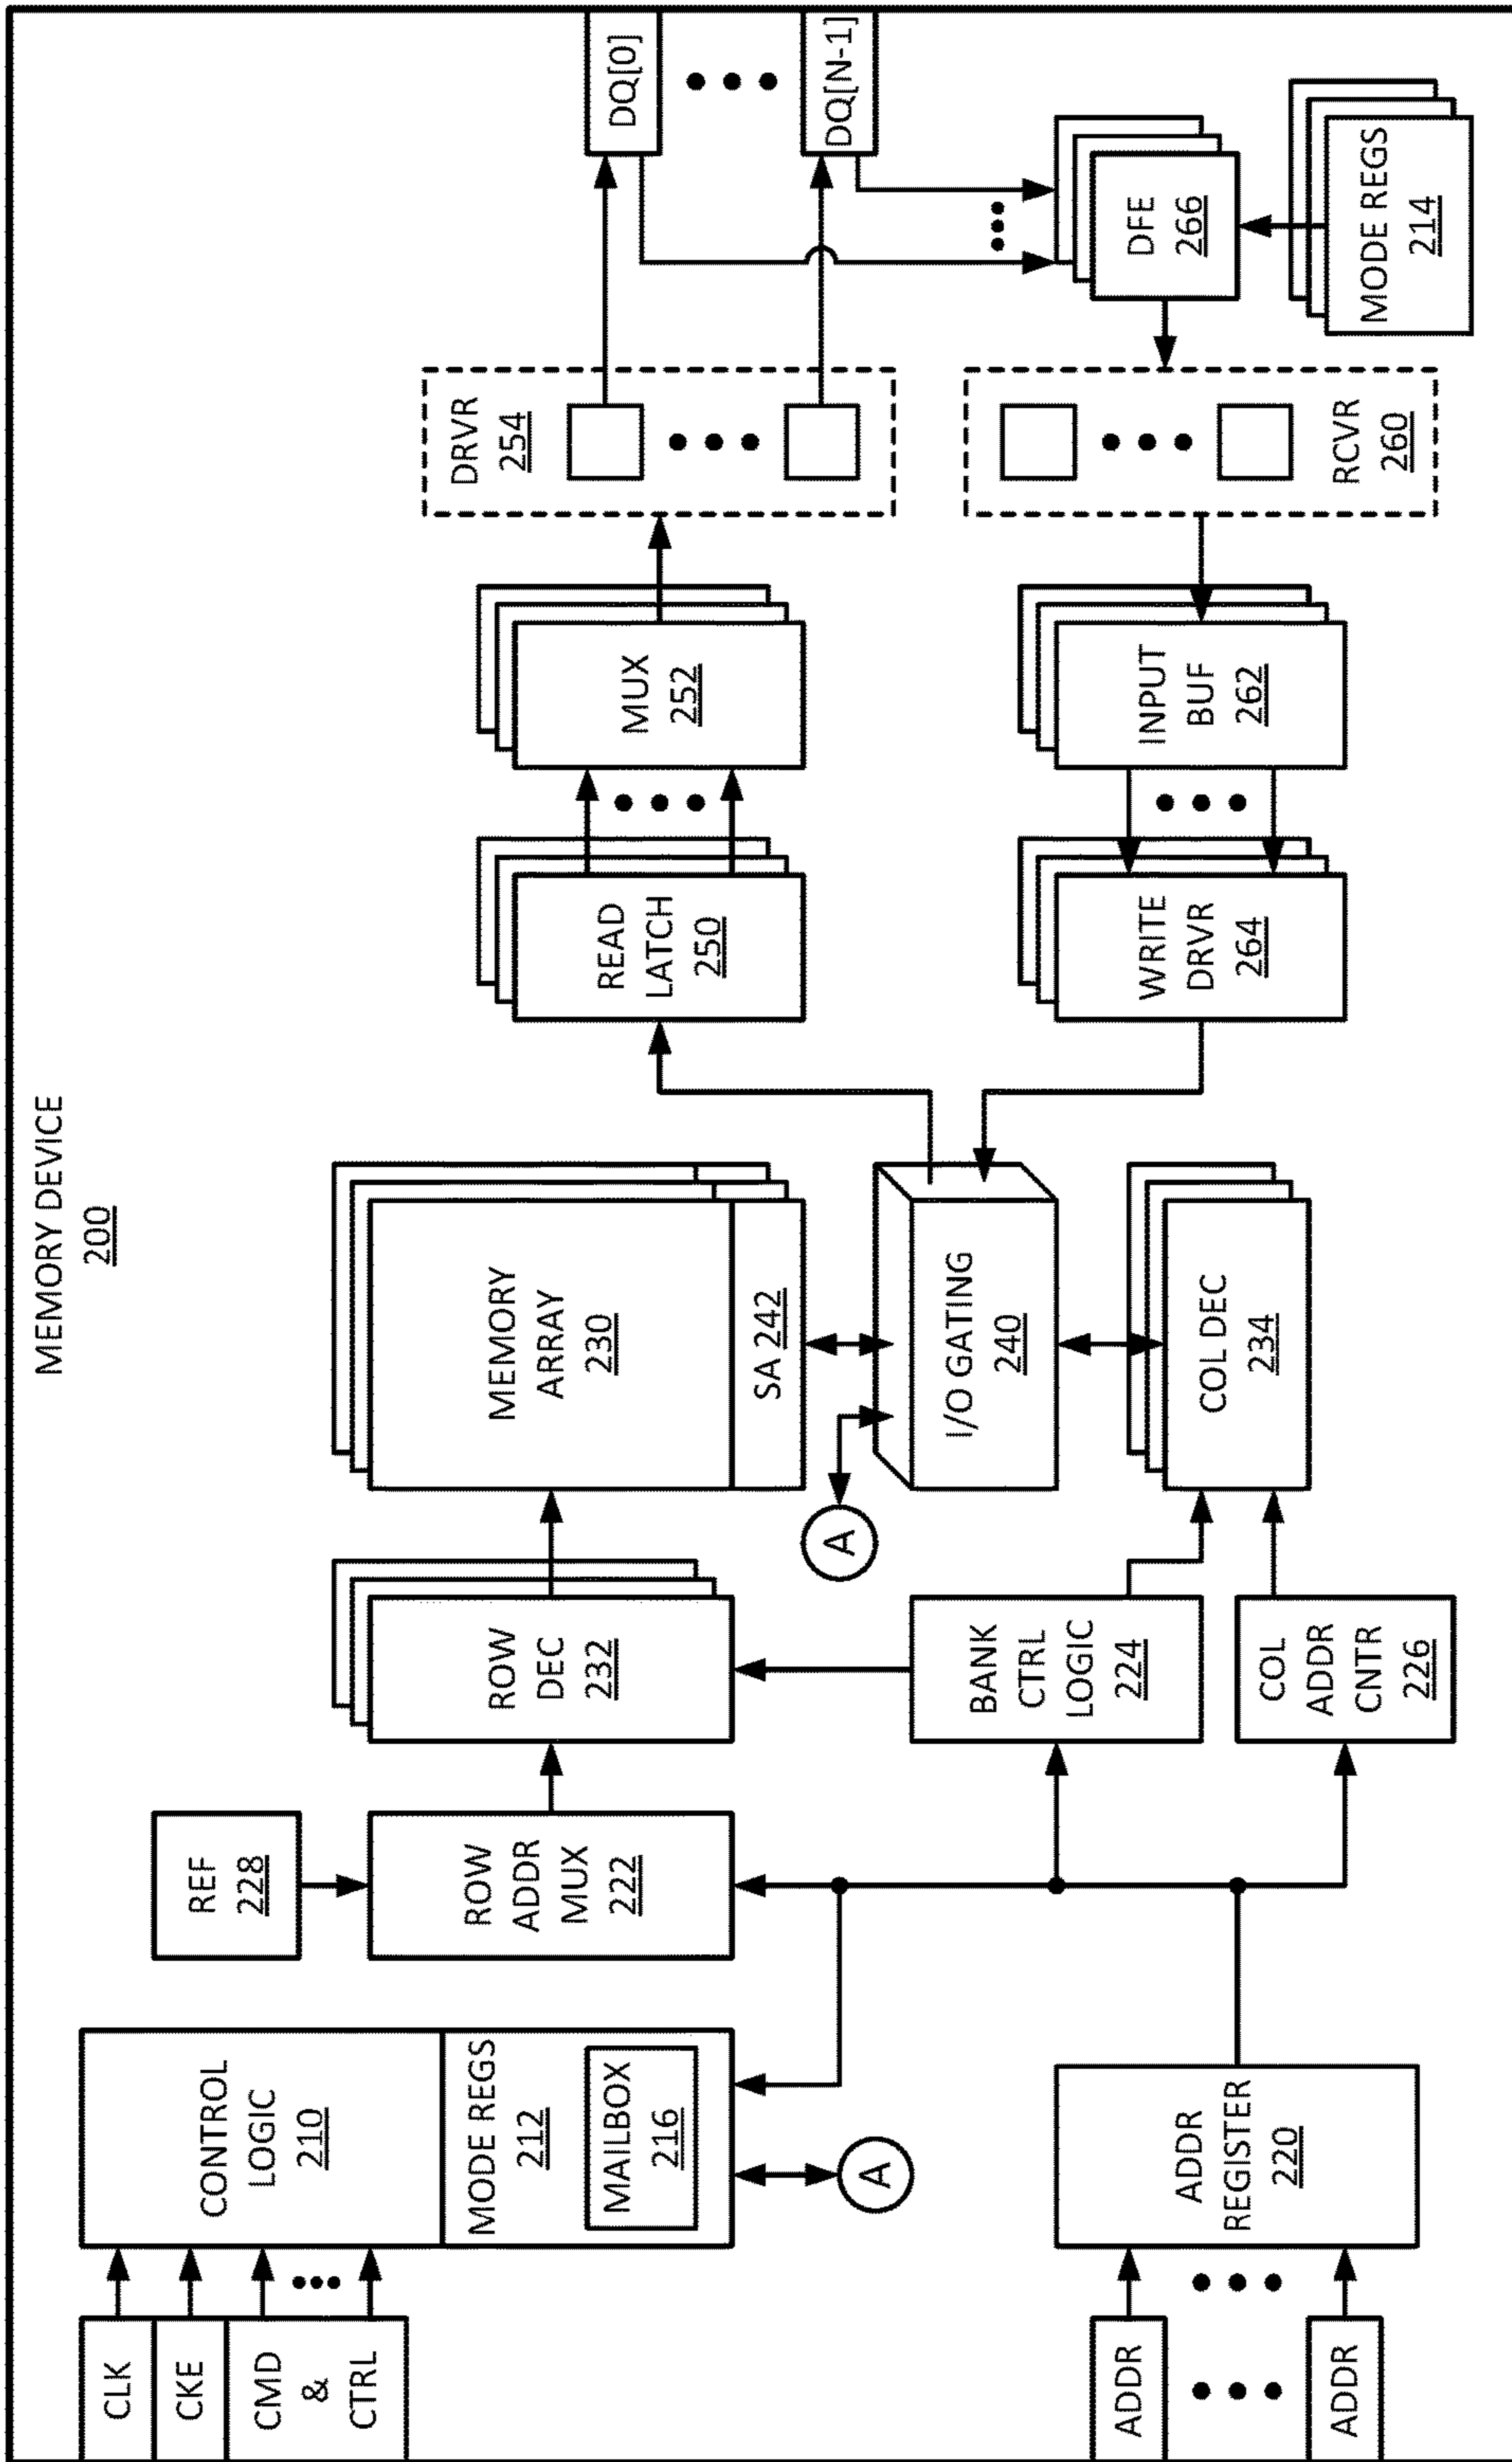 MEMORY DEVICE
200
CLK
CKE
CMD
&
CTRL
CONTROL
LOGIC
210
MODE REGS
212
MAILBOX
216
A
REF
228
ROW
ADDR
MUX
222
ROW
DEC
232
MEMORY
ARRAY
230
SA 242
A
I/O GATING
240
BANK
CTRL
LOGIC
224
COL
ADDR
CNTR
226
COL DEC
234
ADDR
ADDR
ADDR
REGISTER
220
READ
LATCH
250
MUX
252
DRVR
254
DQ[0]
DQ[N-1]
WRITE
DRVR
264
INPUT
BUF
262
RCVR
260
DFE
266
MODE REGS
214